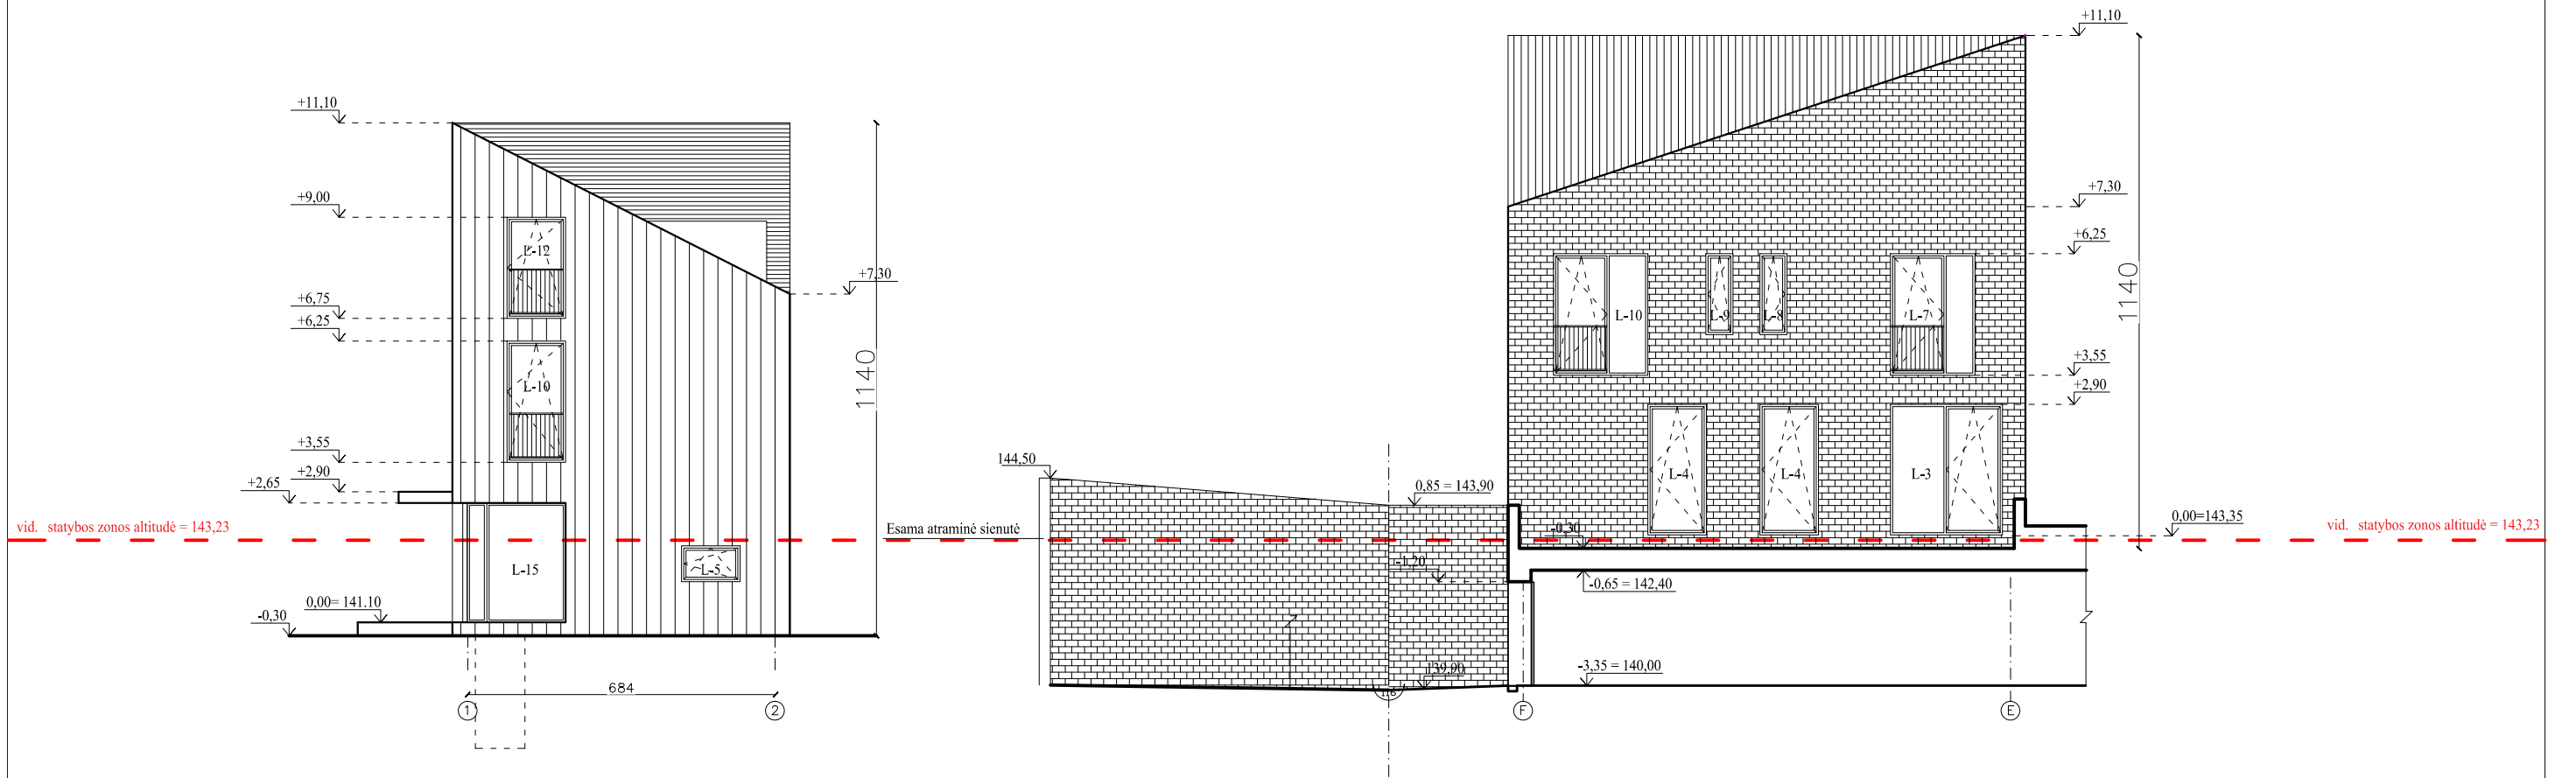 +11,10
+9,00
L-12
+7,30
+6,75
+6,25
L-10
1140
+3,55
+2,90
+2,65
vid. statybos zonos altitudė = 143,23
L-15
L-5
0,00= 141.10
-0,30
684
1
2
+11,10
+7,30
+6,25
1140
L-10
L-9
L-8
L-7
+3,55
+2,90
144,50
L-4
L-4
L-3
0,85 = 143,90
0,00=143,35
Esama atraminė sienutė
-0,30
vid. statybos zonos altitudė = 143,23
-1,20
-0,65 = 142,40
139,90
-3,35 = 140,00
116
F
E